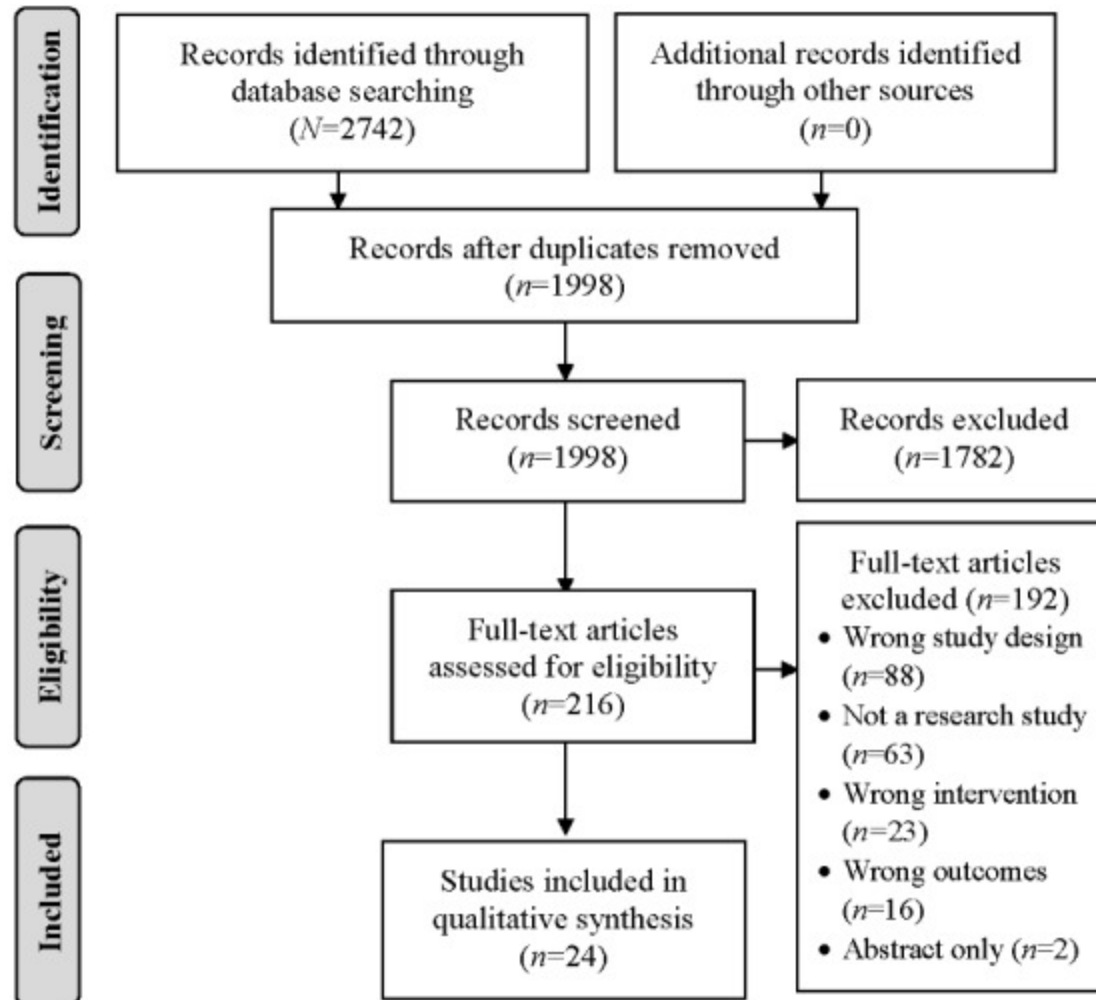 Identification
Records identified through
database searching
(N=2742)
Additional records identified
through other sources
(n=0)
Records after duplicates removed
(n=1998)
Screening
Records screened
(n=1998)
Records excluded
(n=1782)
Eligibility
Full-text articles
assessed for eligibility
(n=216)
Full-text articles
excluded (n=192)
• Wrong study design
(n=88)
• Not a research study
(n=63)
• Wrong intervention
(n=23)
• Wrong outcomes
(n=16)
• Abstract only (n=2)
Included
Studies included in
qualitative synthesis
(n=24)